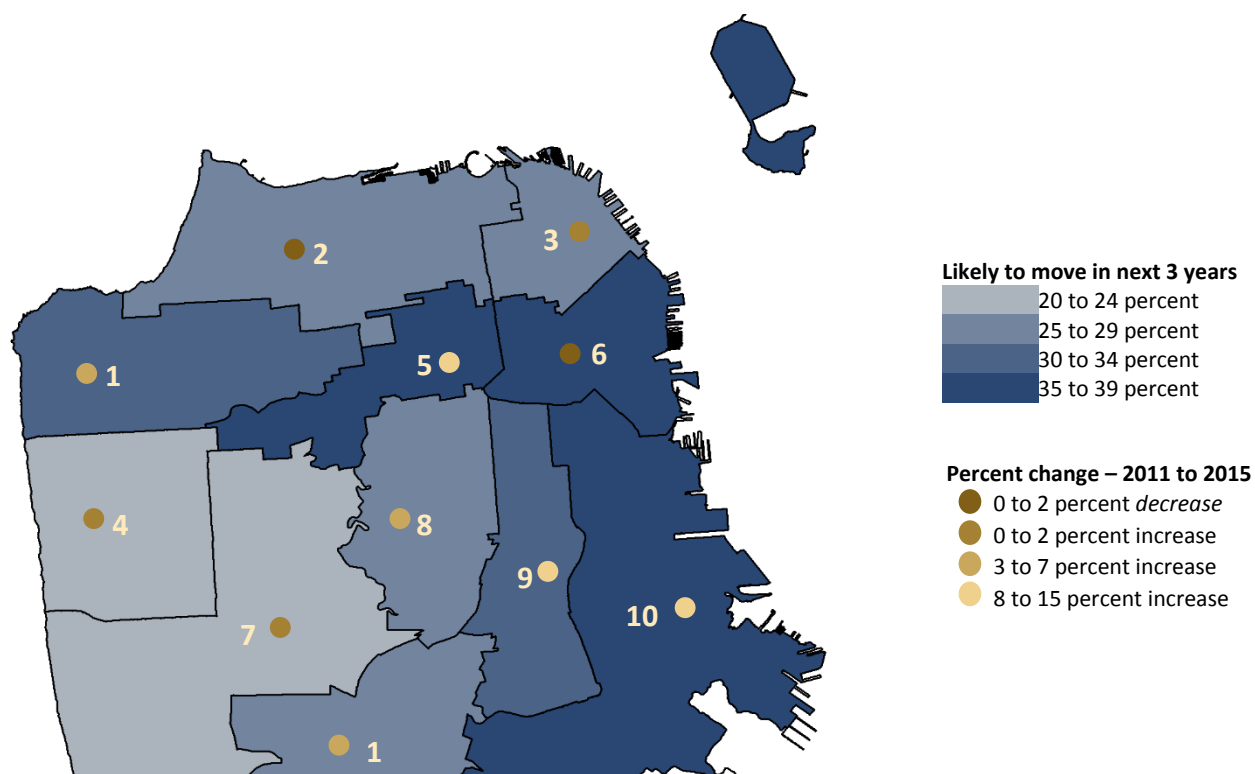 2
3
1
5
6
4
8
9
10
7
1
Likely to move in next 3 years
20 to 24 percent
25 to 29 percent
30 to 34 percent
35 to 39 percent
Percent change – 2011 to 2015
0 to 2 percent decrease
0 to 2 percent increase
3 to 7 percent increase
8 to 15 percent increase